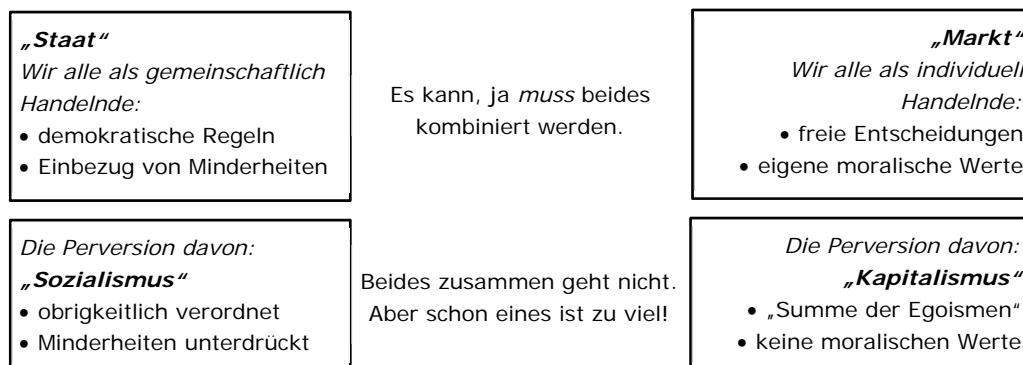 „Staat“
Wir alle als gemeinschaftlich
Handelnde:
• demokratische Regeln
• Einbezug von Minderheiten
Es kann, ja muss beides
kombiniert werden.
„Markt“
Wir alle als individuell
Handelnde:
• freie Entscheidungen
• eigene moralische Werte
Die Perversion davon:
„Sozialismus“
• obrigkeitlich verordnet
• Minderheiten unterdrückt
Beides zusammen geht nicht.
Aber schon eines ist zu viel!
Die Perversion davon:
„Kapitalismus“
• „Summe der Egoismen“
• keine moralischen Werte